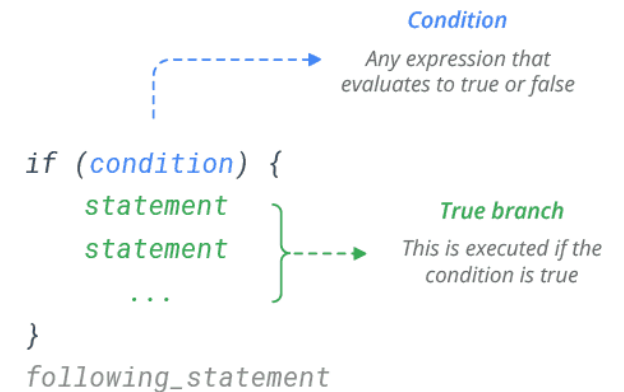 Condition
Any expression that
evaluates to true or false
if (condition) {
statement
statement
...
}
following_statement
True branch
This is executed if the
condition is true